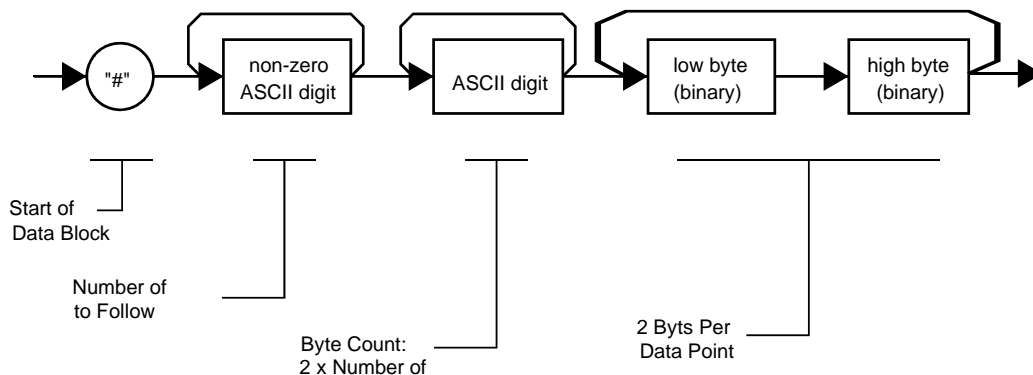 "#"
non-zero
ASCII digit
ASCII digit
low byte
(binary)
high byte
(binary)
Start of
Data Block
Number of
to Follow
Byte Count:
2 x Number of
2 Byts Per
Data Point